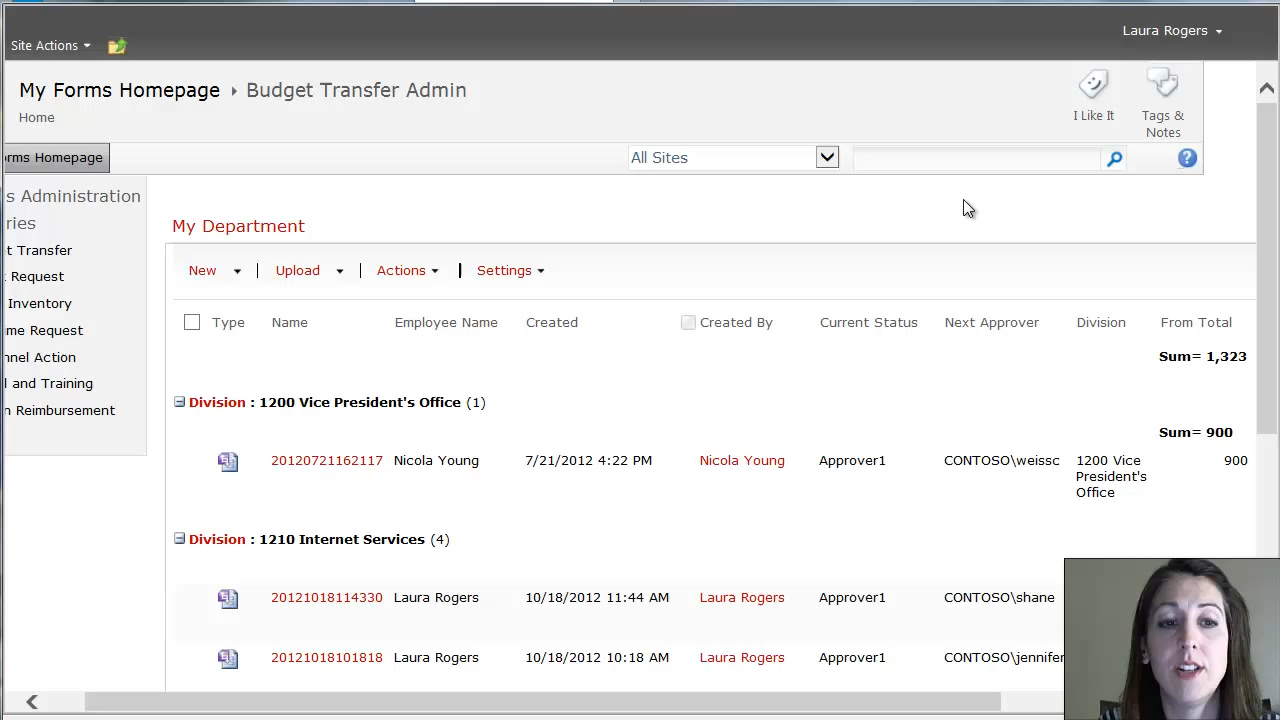 Laura Rogers
Site Actions
My Forms Homepage Budget Transfer Admin
I Like It
Tags & Notes
Home
orms Homepage
All Sites
s Administration
ries
t Transfer
t Request
Inventory
me Request
nnel Action
l and Training
n Reimbursement
My Department
New | Upload | Actions | Settings
Type Name Employee Name Created Created By Current Status Next Approver Division From Total
Sum= 1,323
Division : 1200 Vice President's Office (1)
Sum= 900
20120721162117 Nicola Young 7/21/2012 4:22 PM Nicola Young Approver1 CONTOSO\weissc 1200 Vice President's Office 900
Division : 1210 Internet Services (4)
20121018114330 Laura Rogers 10/18/2012 11:44 AM Laura Rogers Approver1 CONTOSO\shane
20121018101818 Laura Rogers 10/18/2012 10:18 AM Laura Rogers Approver1 CONTOSO\jennifer